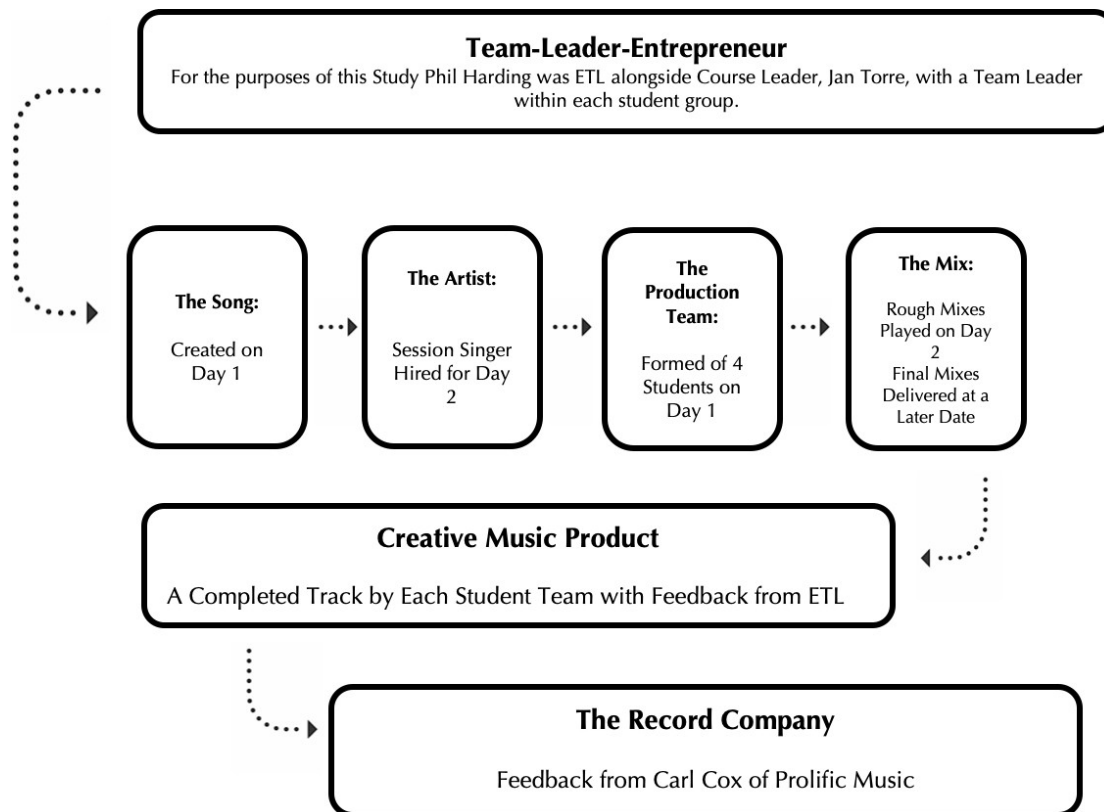 Team-Leader-Entrepreneur
For the purposes of this Study Phil Harding was ETL alongside Course Leader, Jan Torre, with a Team Leader
within each student group.
The Song:
Created on
Day 1
The Artist:
Session Singer
Hired for Day
2
The
Production
Team:
Formed of 4
Students on
Day 1
The Mix:
Rough Mixes
Played on Day
2
Final Mixes
Delivered at a
Later Date
Creative Music Product
A Completed Track by Each Student Team with Feedback from ETL
The Record Company
Feedback from Carl Cox of Prolific Music